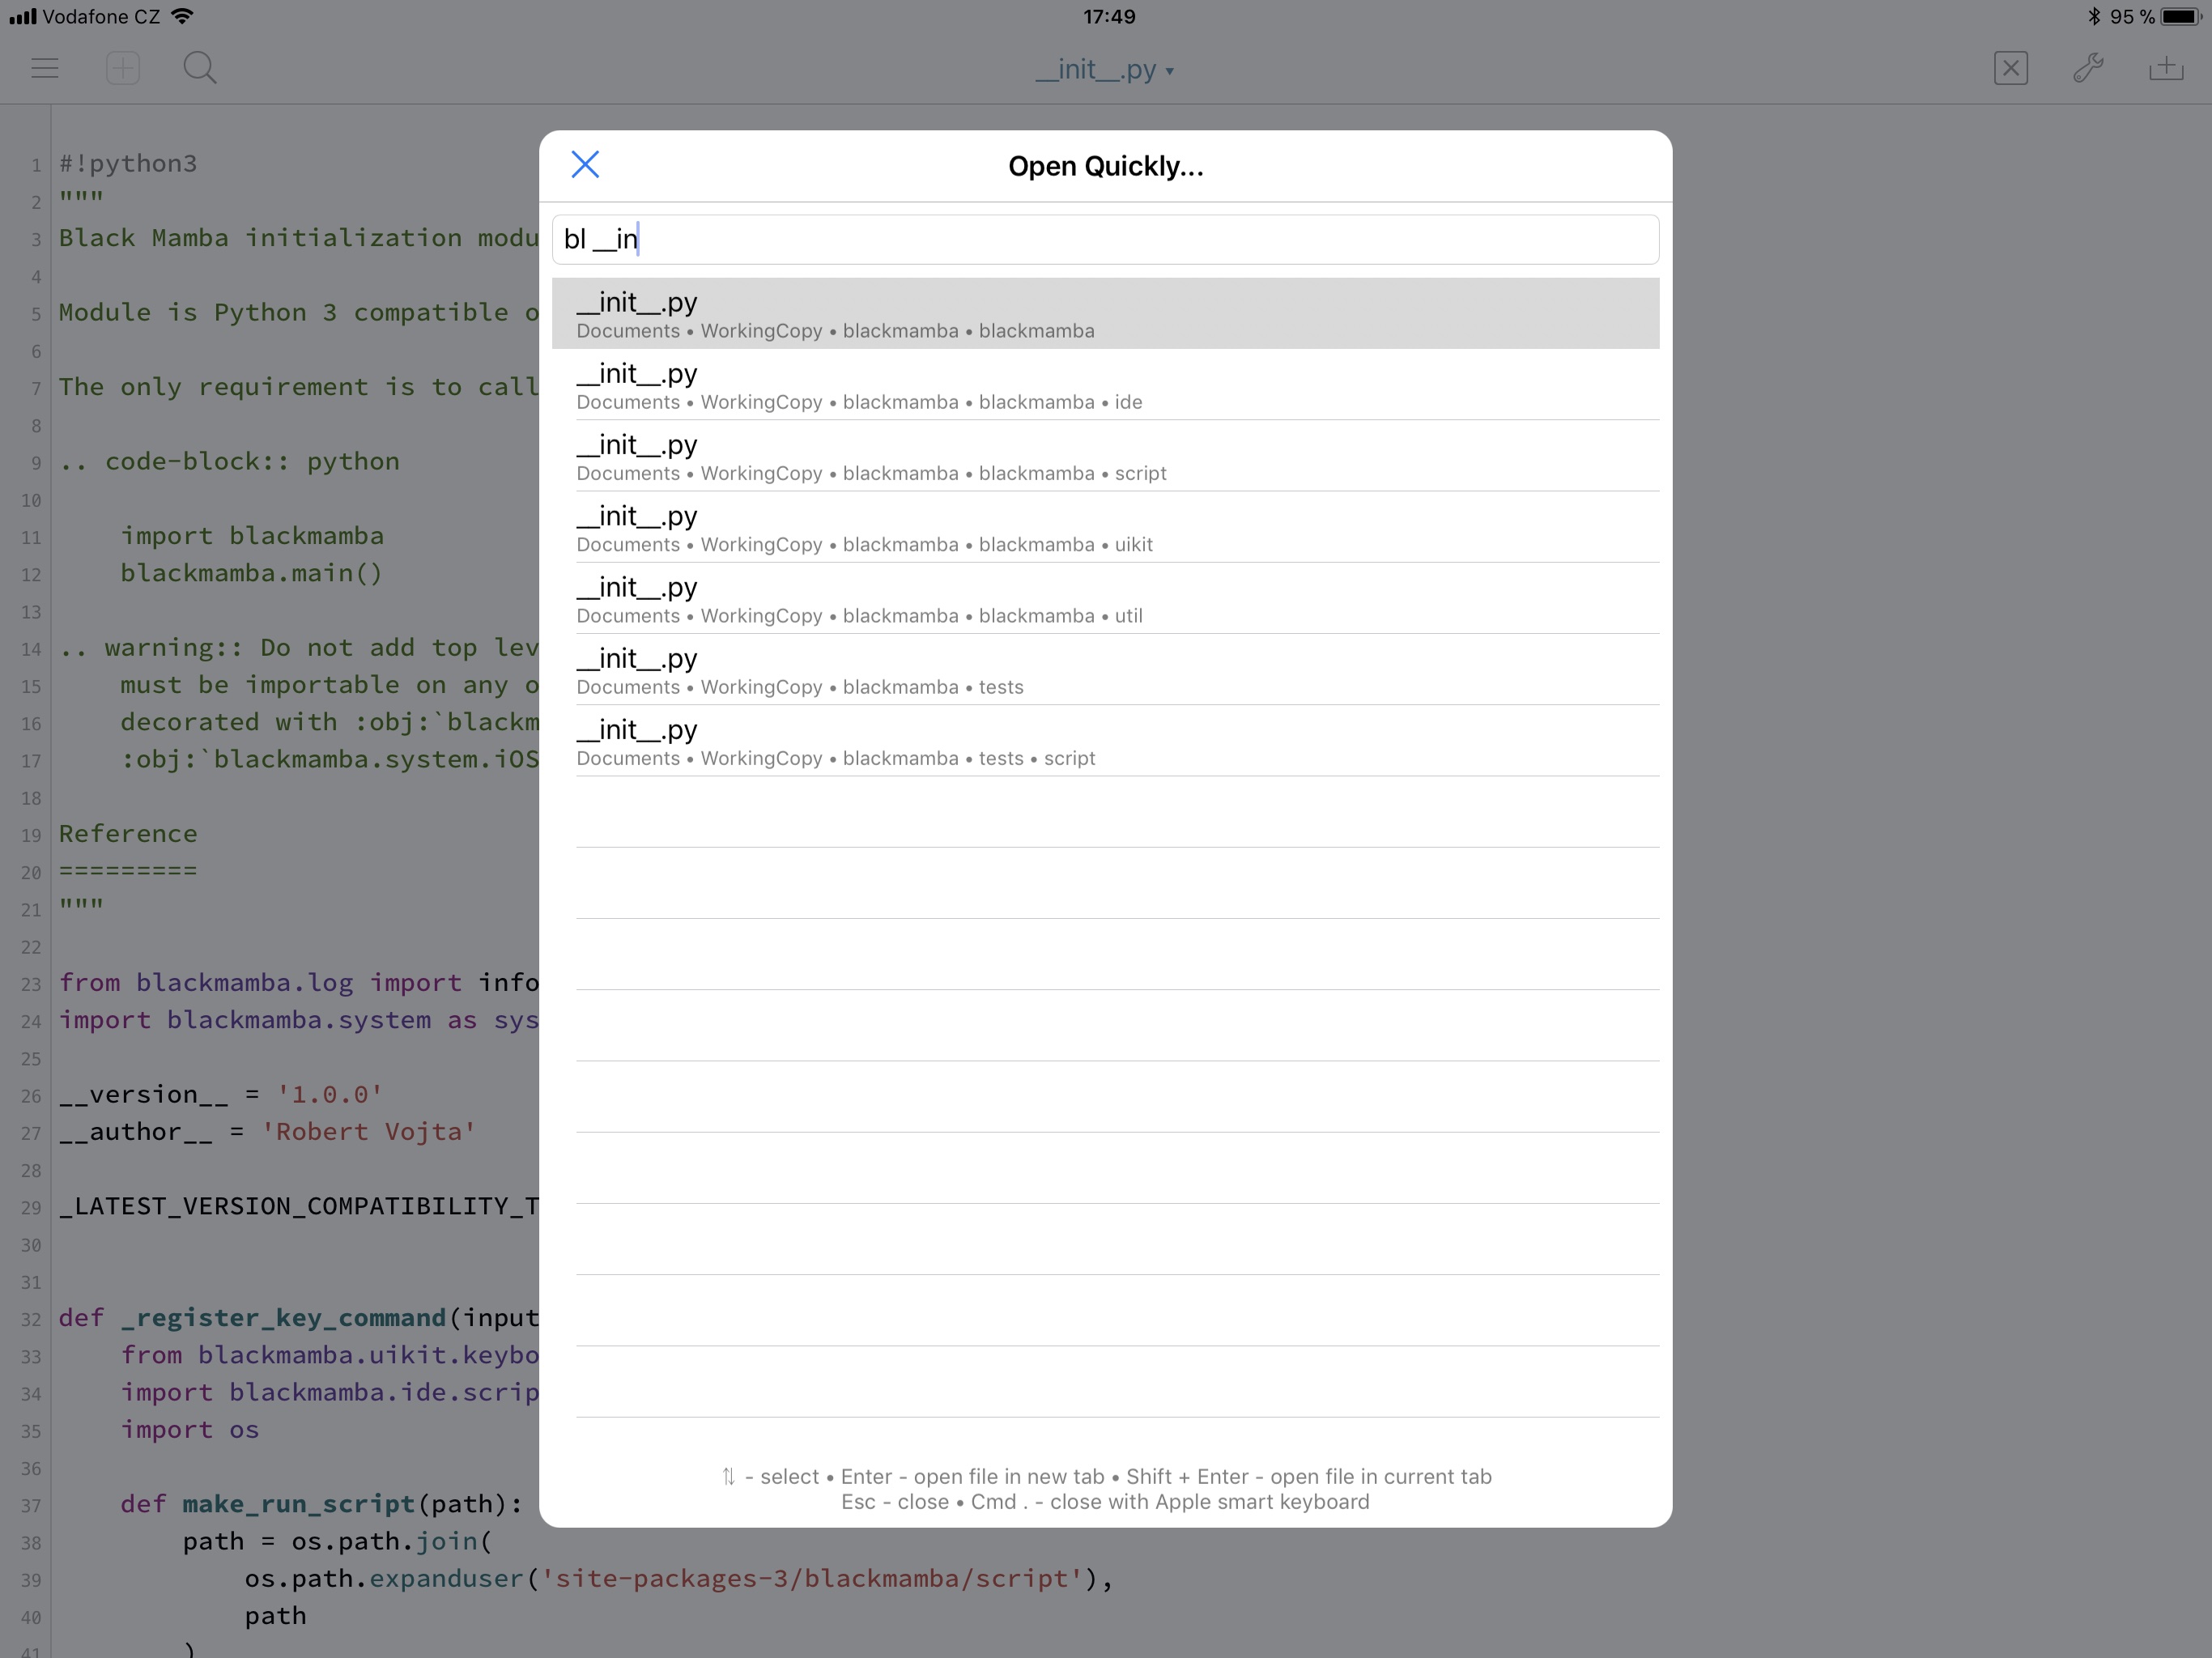 Vodafone CZ 17:49 95 %
__init__.py ▾
Open Quickly...
bl __in
__init__.py
Documents • WorkingCopy • blackmamba • blackmamba
__init__.py
Documents • WorkingCopy • blackmamba • blackmamba • ide
__init__.py
Documents • WorkingCopy • blackmamba • blackmamba • script
__init__.py
Documents • WorkingCopy • blackmamba • blackmamba • uikit
__init__.py
Documents • WorkingCopy • blackmamba • blackmamba • util
__init__.py
Documents • WorkingCopy • blackmamba • tests
__init__.py
Documents • WorkingCopy • blackmamba • tests • script
⇅ - select • Enter - open file in new tab • Shift + Enter - open file in current tab
Esc - close • Cmd . - close with Apple smart keyboard
1 #!python3
2 """
3 Black Mamba initialization modu
4
5 Module is Python 3 compatible o
6
7 The only requirement is to call
8
9 .. code-block:: python
10
11     import blackmamba
12     blackmamba.main()
13
14 .. warning:: Do not add top lev
15     must be importable on any o
16     decorated with :obj:`blackm
17     :obj:`blackmamba.system.iOS
18
19 Reference
20 =========
21 """
22
23 from blackmamba.log import info
24 import blackmamba.system as sys
25
26 __version__ = '1.0.0'
27 __author__ = 'Robert Vojta'
28
29 _LATEST_VERSION_COMPATIBILITY_T
30
31
32 def _register_key_command(input
33     from blackmamba.uikit.keybo
34     import blackmamba.ide.scrip
35     import os
36
37     def make_run_script(path):
38         path = os.path.join(
39             os.path.expanduser('site-packages-3/blackmamba/script'),
40             path
41         )